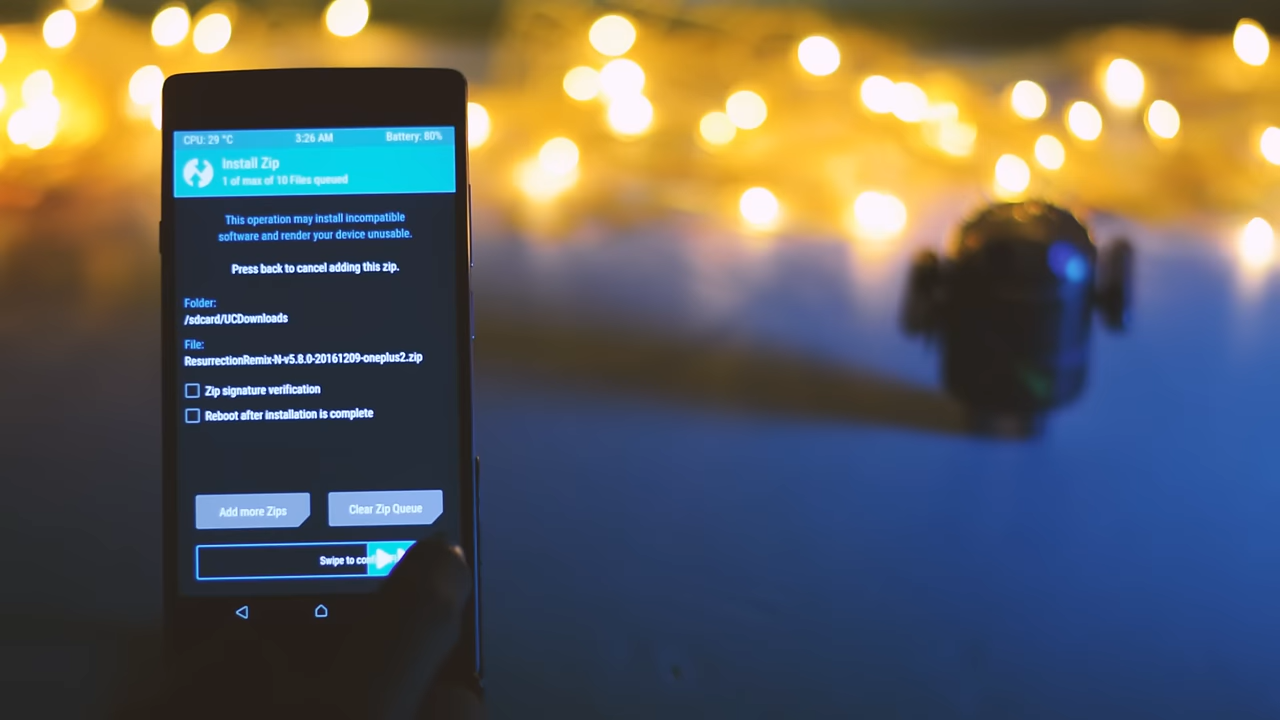 CPU: 29 °C 3:26 AM Battery: 80%
Install Zip
1 of max of 10 Files queued
This operation may install incompatible
software and render your device unusable.
Press back to cancel adding this zip.
Folder:
/sdcard/UCDownloads
File:
ResurrectionRemix-N-v5.8.0-20161209-oneplus2.zip
Zip signature verification
Reboot after installation is complete
Add more Zips Clear Zip Queue
Swipe to